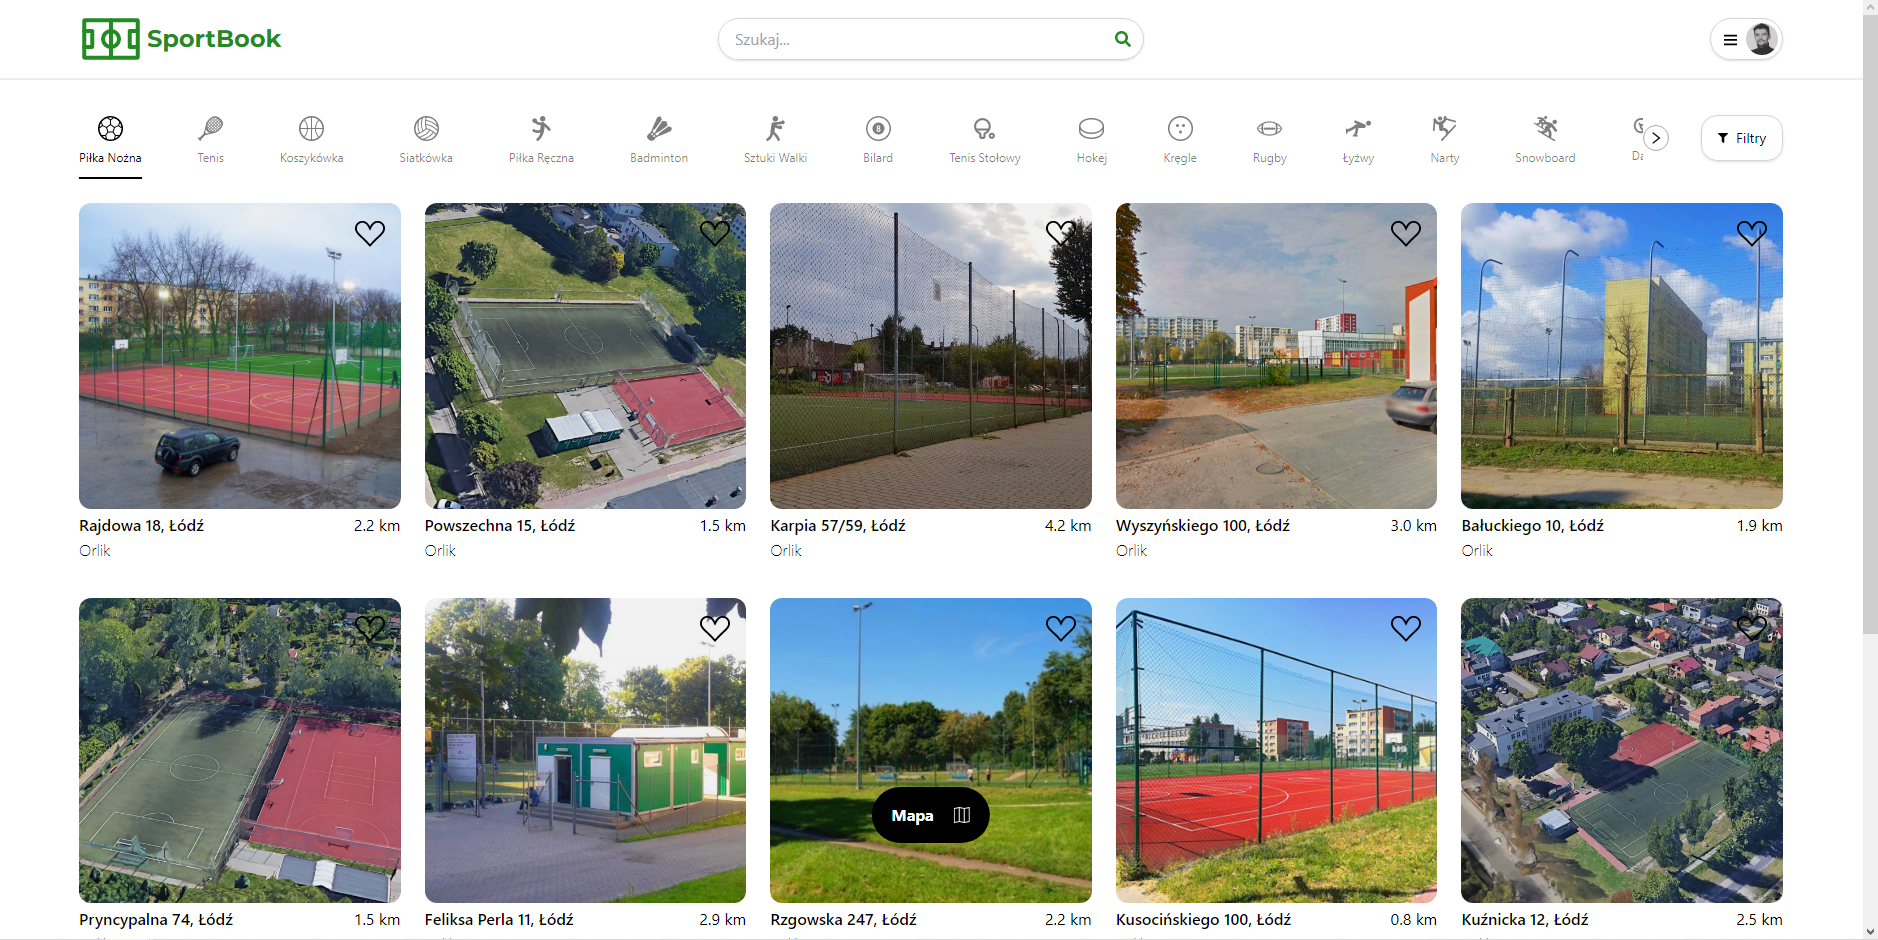 SportBook
Szukaj...
Piłka Nożna
Tenis
Koszykówka
Siatkówka
Piłka Ręczna
Badminton
Sztuki Walki
Bilard
Tenis Stołowy
Hokej
Kręgle
Rugby
Łyżwy
Narty
Snowboard
Filtry
Rajdowa 18, Łódź 2.2 km
Orlik
Powszechna 15, Łódź 1.5 km
Orlik
Karpia 57/59, Łódź 4.2 km
Orlik
Wyszyńskiego 100, Łódź 3.0 km
Orlik
Bałuckiego 10, Łódź 1.9 km
Orlik
Mapa
Pryncypalna 74, Łódź 1.5 km
Feliksa Perla 11, Łódź 2.9 km
Rzgowska 247, Łódź 2.2 km
Kusocińskiego 100, Łódź 0.8 km
Kuźnicka 12, Łódź 2.5 km